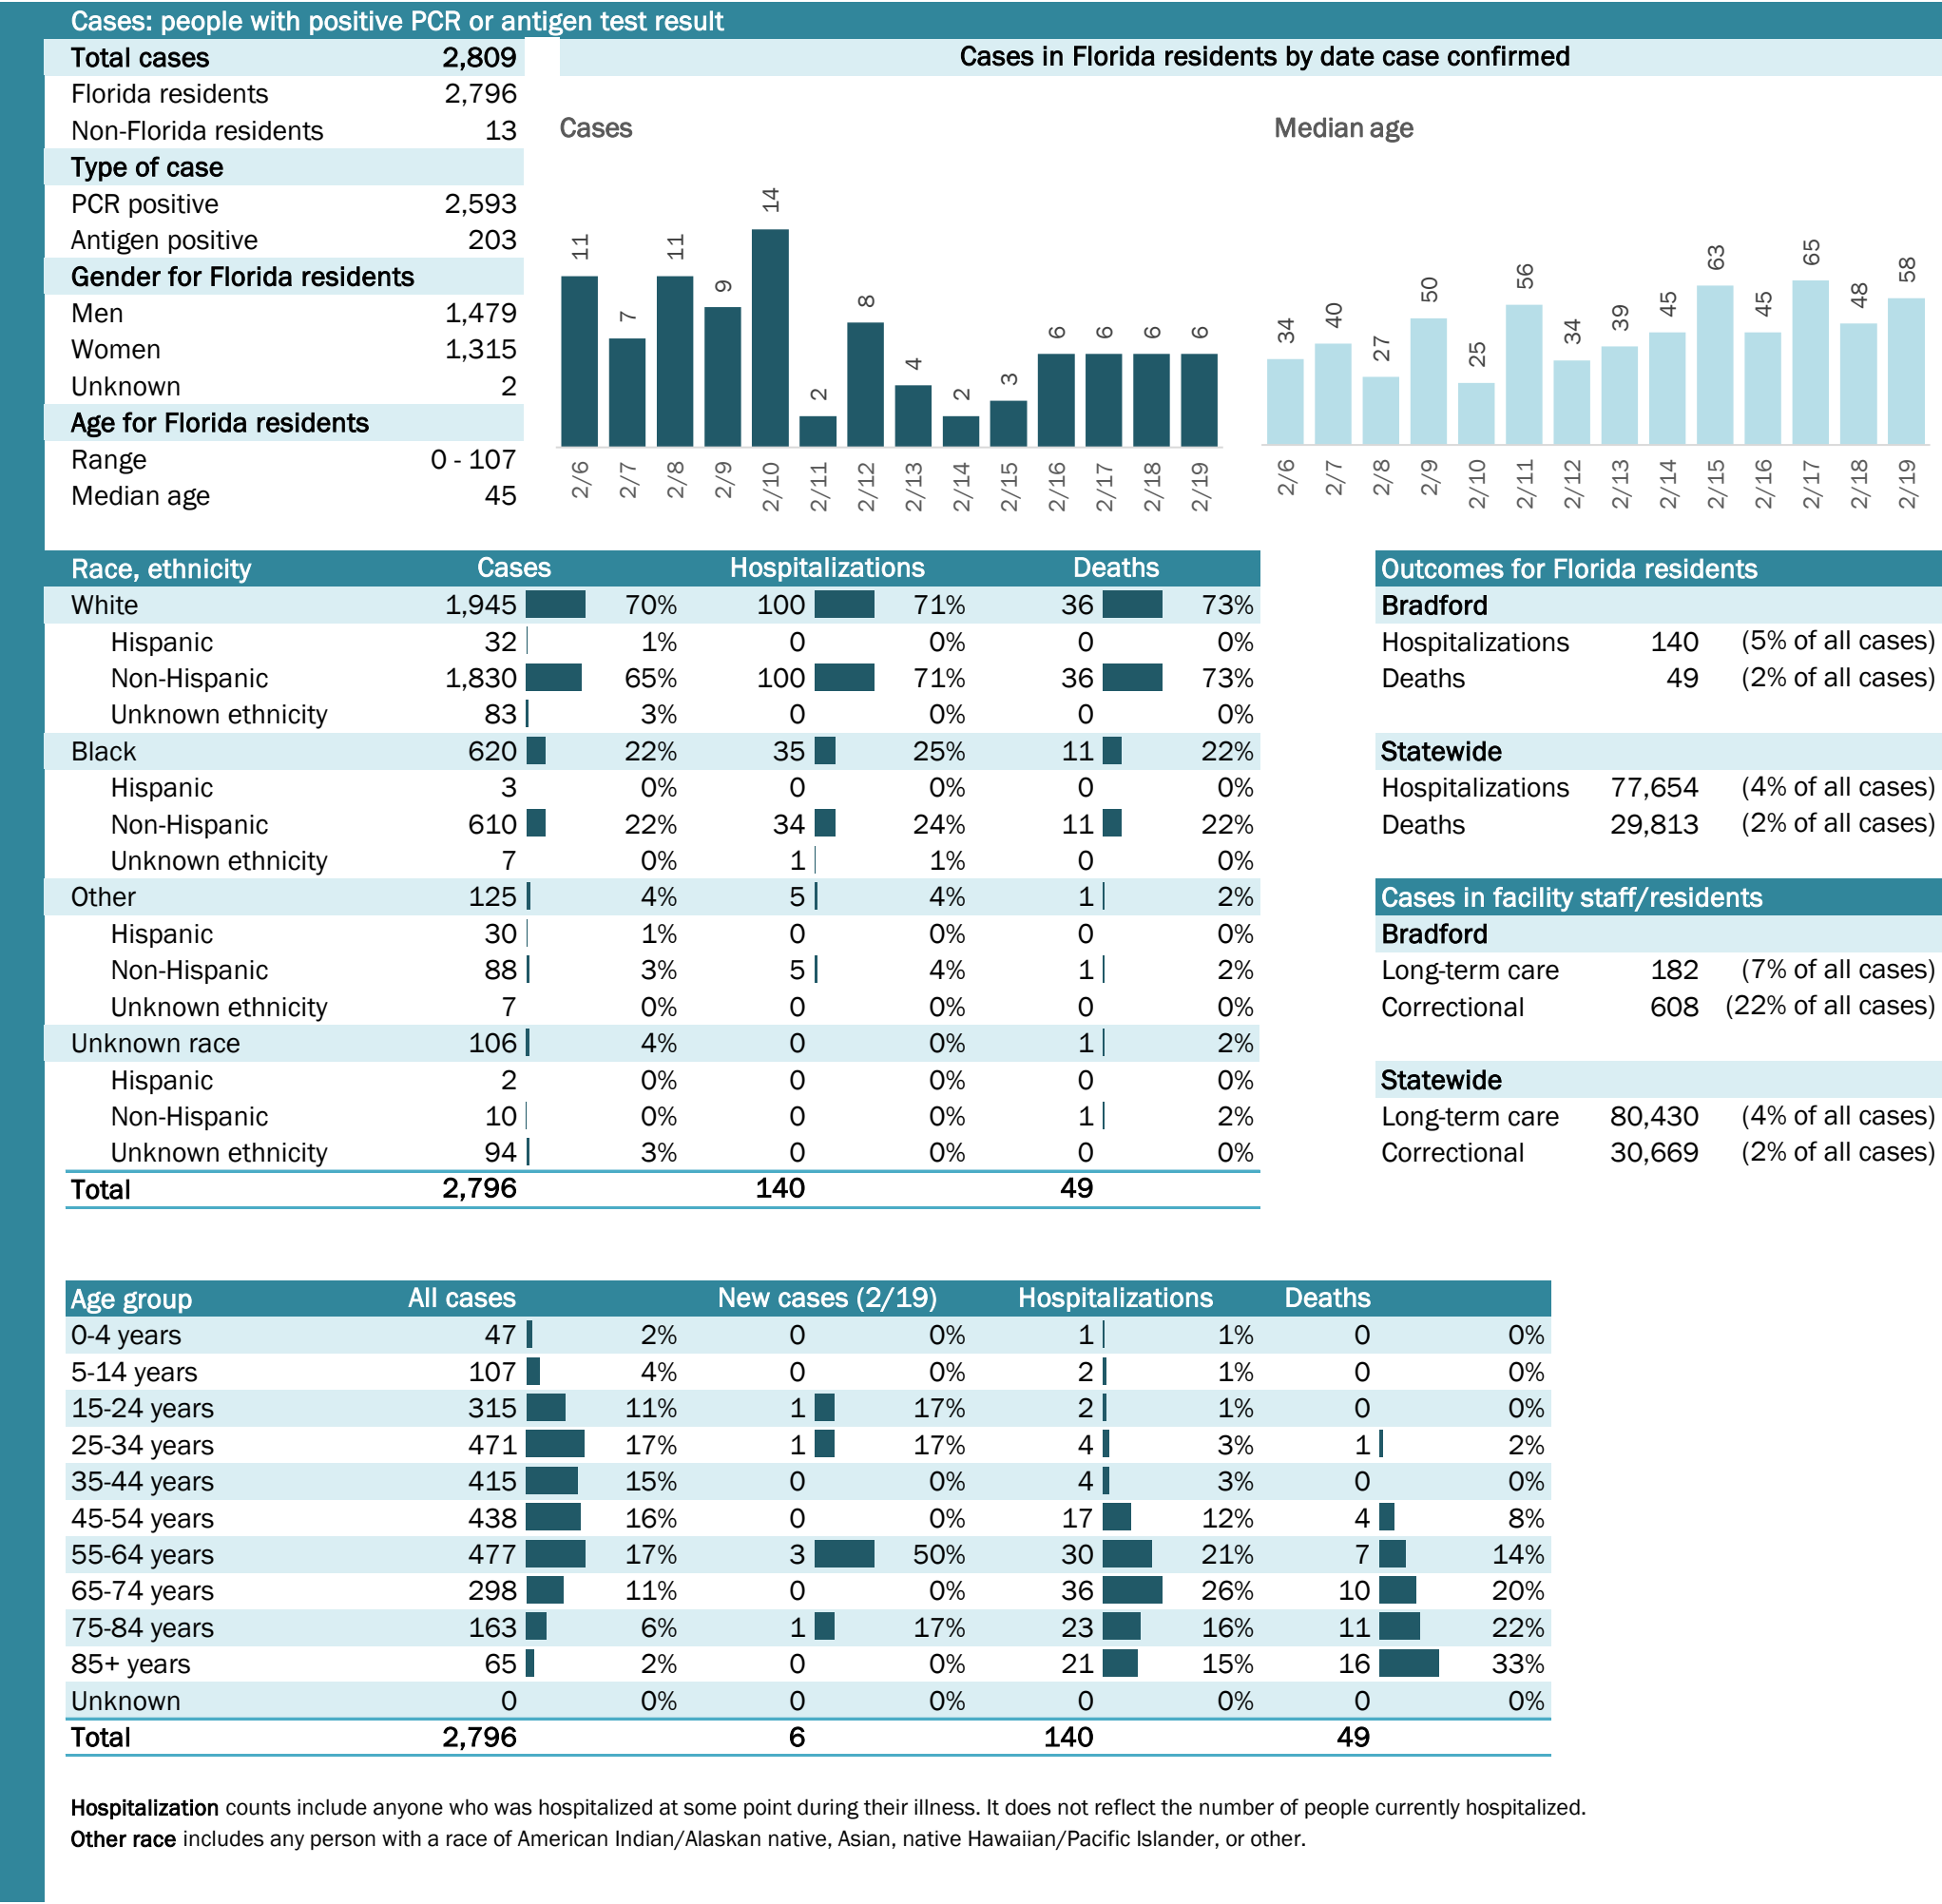 Cases: people with positive PCR or antigen test result
Total cases 2,809
Florida residents 2,796
Non-Florida residents 13
Type of case
PCR positive 2,593
Antigen positive 203
Gender for Florida residents
Men 1,479
Women 1,315
Unknown 2
Age for Florida residents
Range 0 - 107
Median age 45
Cases in Florida residents by date case confirmed
Cases
11 7 11 9 14 2 8 4 2 3 6 6 6 6
2/6 2/7 2/8 2/9 2/10 2/11 2/12 2/13 2/14 2/15 2/16 2/17 2/18 2/19
Median age
34 40 27 50 25 56 34 39 45 63 45 65 48 58
2/6 2/7 2/8 2/9 2/10 2/11 2/12 2/13 2/14 2/15 2/16 2/17 2/18 2/19
Race, ethnicity Cases Hospitalizations Deaths
White 1,945 70% 100 71% 36 73%
Hispanic 32 1% 0 0% 0 0%
Non-Hispanic 1,830 65% 100 71% 36 73%
Unknown ethnicity 83 3% 0 0% 0 0%
Black 620 22% 35 25% 11 22%
Hispanic 3 0% 0 0% 0 0%
Non-Hispanic 610 22% 34 24% 11 22%
Unknown ethnicity 7 0% 1 1% 0 0%
Other 125 4% 5 4% 1 2%
Hispanic 30 1% 0 0% 0 0%
Non-Hispanic 88 3% 5 4% 1 2%
Unknown ethnicity 7 0% 0 0% 0 0%
Unknown race 106 4% 0 0% 1 2%
Hispanic 2 0% 0 0% 0 0%
Non-Hispanic 10 0% 0 0% 1 2%
Unknown ethnicity 94 3% 0 0% 0 0%
Total 2,796 140 49
Outcomes for Florida residents
Bradford
Hospitalizations 140 (5% of all cases)
Deaths 49 (2% of all cases)
Statewide
Hospitalizations 77,654 (4% of all cases)
Deaths 29,813 (2% of all cases)
Cases in facility staff/residents
Bradford
Long-term care 182 (7% of all cases)
Correctional 608 (22% of all cases)
Statewide
Long-term care 80,430 (4% of all cases)
Correctional 30,669 (2% of all cases)
Age group All cases New cases (2/19) Hospitalizations Deaths
0-4 years 47 2% 0 0% 1 1% 0 0%
5-14 years 107 4% 0 0% 2 1% 0 0%
15-24 years 315 11% 1 17% 2 1% 0 0%
25-34 years 471 17% 1 17% 4 3% 1 2%
35-44 years 415 15% 0 0% 4 3% 0 0%
45-54 years 438 16% 0 0% 17 12% 4 8%
55-64 years 477 17% 3 50% 30 21% 7 14%
65-74 years 298 11% 0 0% 36 26% 10 20%
75-84 years 163 6% 1 17% 23 16% 11 22%
85+ years 65 2% 0 0% 21 15% 16 33%
Unknown 0 0% 0 0% 0 0% 0 0%
Total 2,796 6 140 49
Hospitalization counts include anyone who was hospitalized at some point during their illness. It does not reflect the number of people currently hospitalized.
Other race includes any person with a race of American Indian/Alaskan native, Asian, native Hawaiian/Pacific Islander, or other.